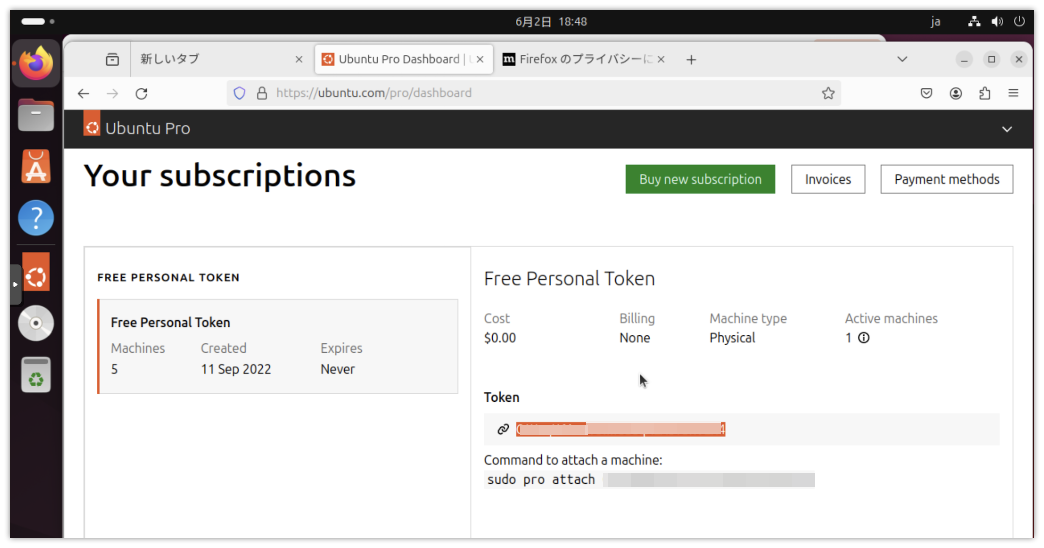 6月2日 18:48
ja
新しいタブ
Ubuntu Pro Dashboard |
Firefox のプライバシーに
https://ubuntu.com/pro/dashboard
Ubuntu Pro
Your subscriptions
Buy new subscription
Invoices
Payment methods
FREE PERSONAL TOKEN
Free Personal Token
Machines Created Expires
5 11 Sep 2022 Never
Free Personal Token
Cost Billing Machine type Active machines
$0.00 None Physical 1
Token
Command to attach a machine:
sudo pro attach